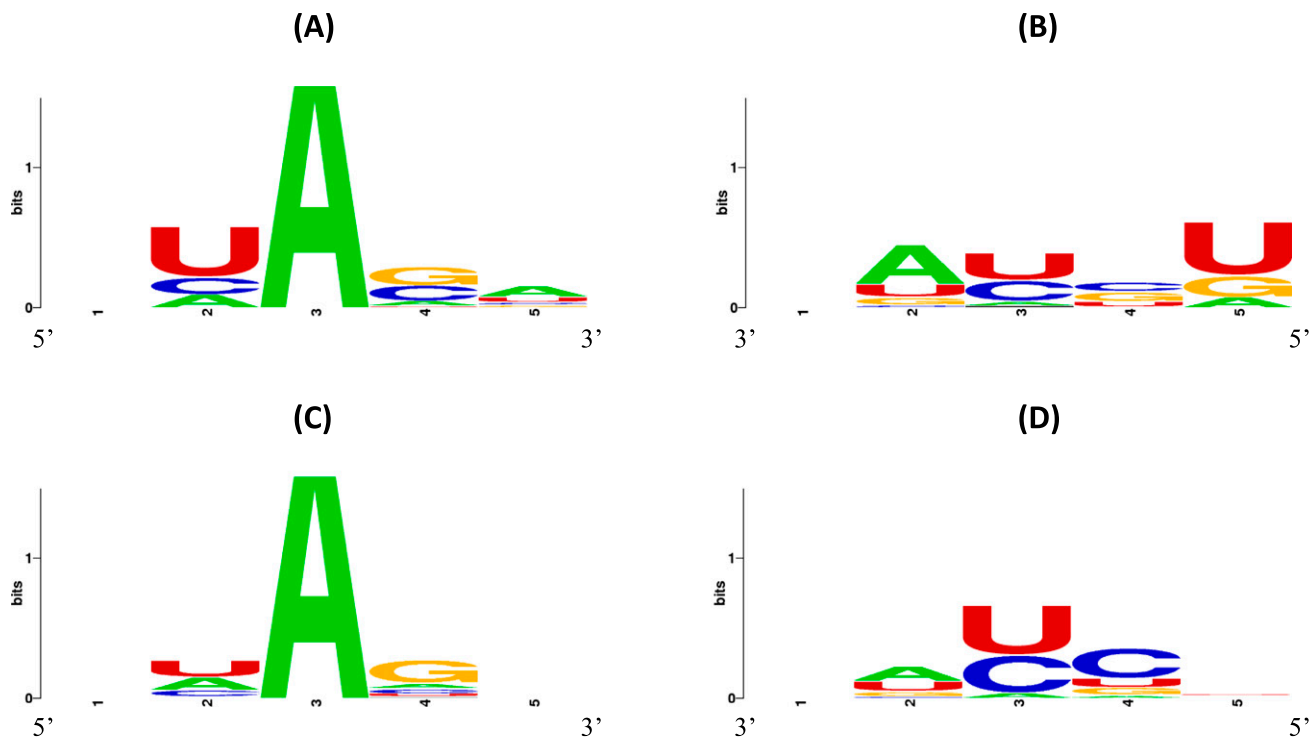 (A) (B)
1 1
bits bits
U A G C A C A U A U G U C C G U G A
0 0
1 2 3 4 5 1 2 3 4 5
5’ 3’ 3’ 5’
(C) (D)
1 1
bits bits
U A C A G A U U C C U
0 0
1 2 3 4 5 1 2 3 4 5
5’ 3’ 3’ 5’